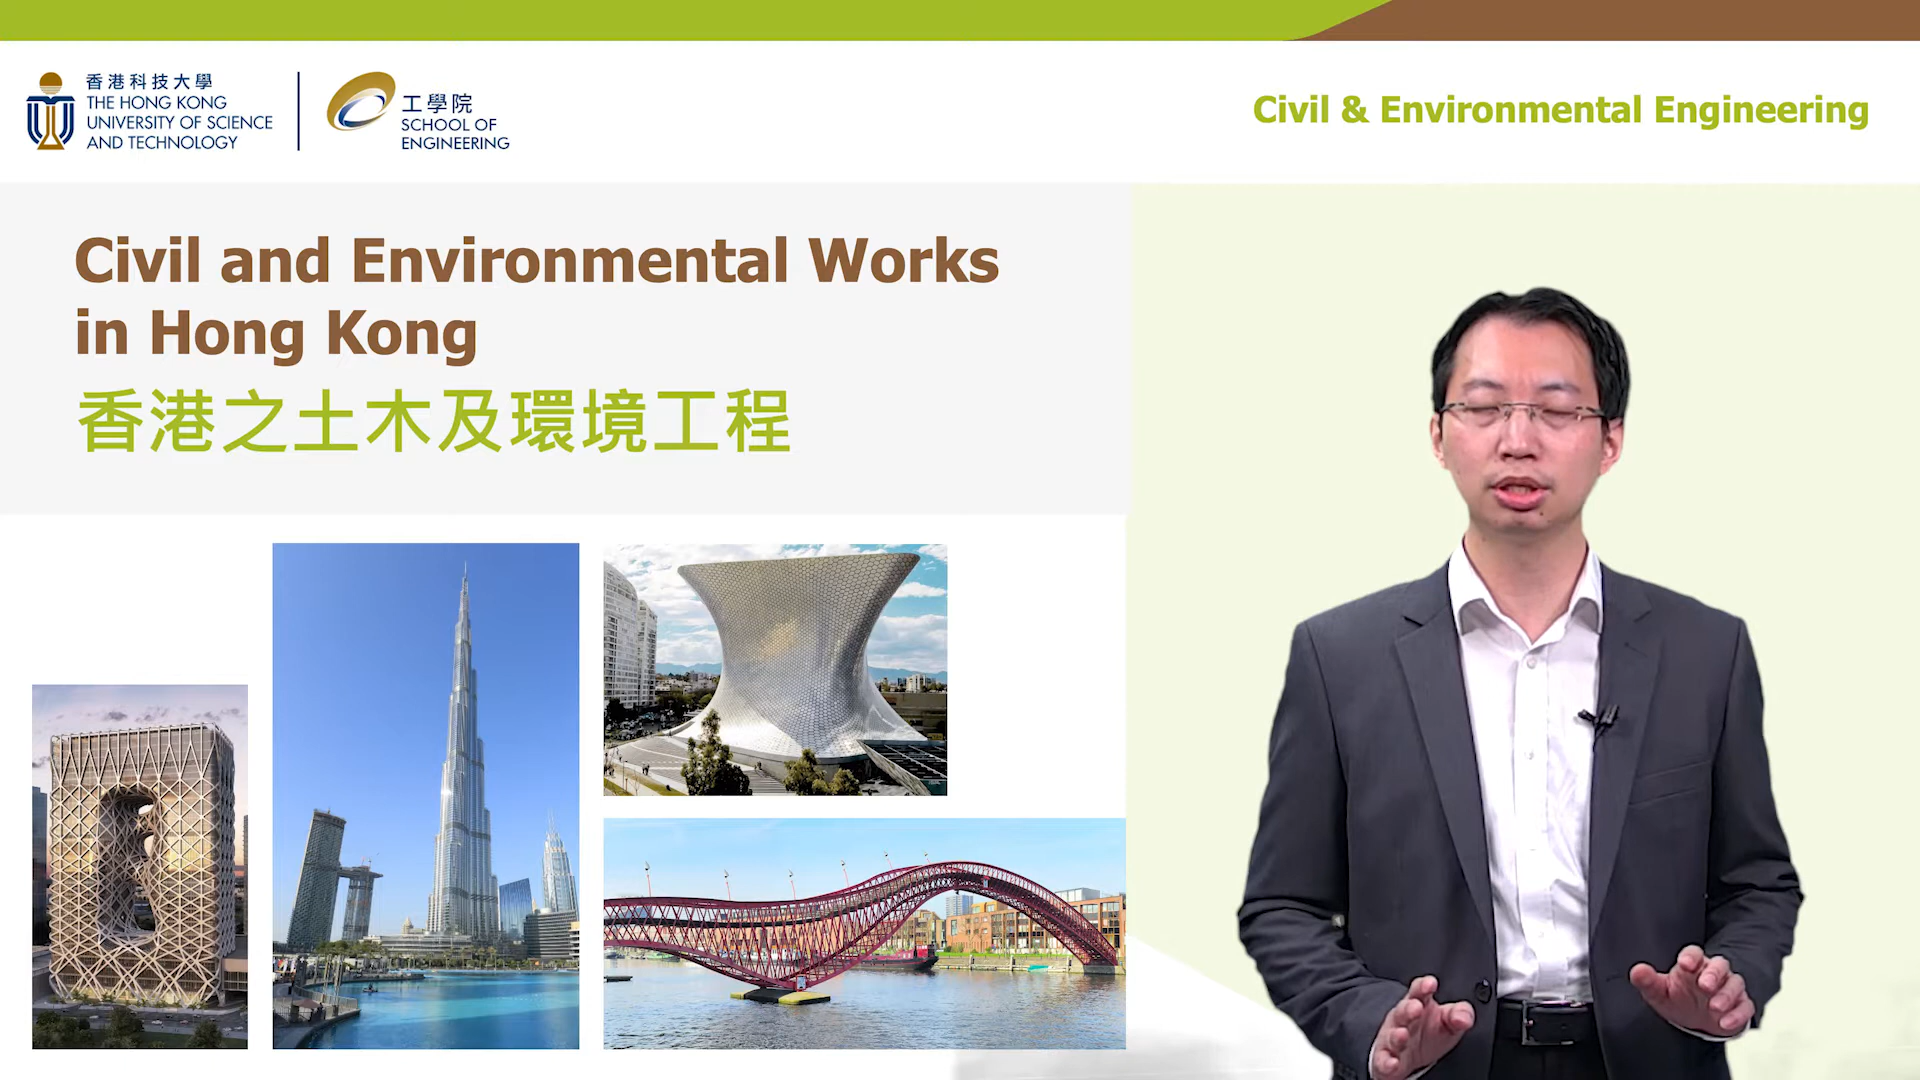 香港科技大學
THE HONG KONG
UNIVERSITY OF SCIENCE
AND TECHNOLOGY
工學院
SCHOOL OF
ENGINEERING
Civil & Environmental Engineering
Civil and Environmental Works
in Hong Kong
香港之土木及環境工程